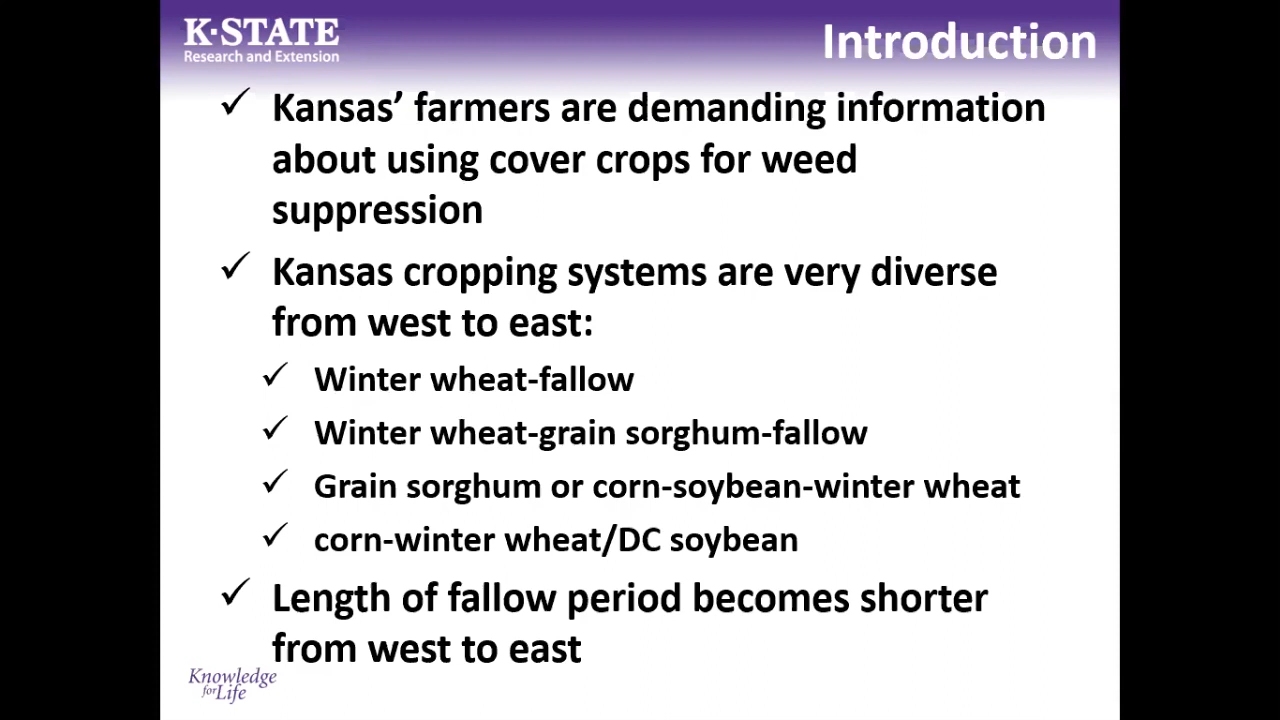 K-STATE
Research and Extension
Introduction
✓ Kansas’ farmers are demanding information
about using cover crops for weed
suppression
✓ Kansas cropping systems are very diverse
from west to east:
✓ Winter wheat-fallow
✓ Winter wheat-grain sorghum-fallow
✓ Grain sorghum or corn-soybean-winter wheat
✓ corn-winter wheat/DC soybean
✓ Length of fallow period becomes shorter
from west to east
Knowledge
for Life